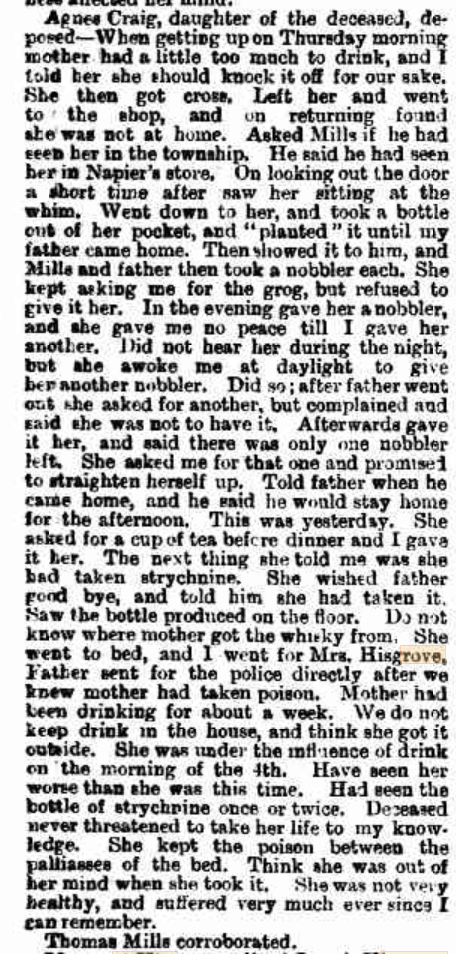 Agnes Craig, daughter of the deceased, de-
posed—When getting up on Thursday morning
mother had a little too much to drink, and I
told her she should knock it off for our sake.
She then got cross. Left her and went
to the shop, and on returning found
she was not at home. Asked Mills if he had
seen her in the township. He said he had seen
her in Napier's store. On looking out the door
a short time after saw her sitting at the
whim. Went down to her, and took a bottle
out of her pocket, and "planted" it until my
father came home. Then showed it to him, and
Mills and father then took a nobbler each. She
kept asking me for the grog, but refused to
give it her. In the evening gave her a nobbler,
and she gave me no peace till I gave her
another. Did not hear her during the night,
but she awoke me at daylight to give
her another nobbler. Did so; after father went
out she asked for another, but complained and
said she was not to have it. Afterwards gave
it her, and said there was only one nobbler
left. She asked me for that one and promised
to straighten herself up. Told father when he
came home, and he said he would stay home
for the afternoon. This was yesterday. She
asked for a cup of tea before dinner and I gave
it her. The next thing she told me was she
had taken strychnine. She wished father
good bye, and told him she had taken it.
Saw the bottle produced on the floor. Do not
know where mother got the whisky from. She
went to bed, and I went for Mrs. Hisgrove.
Father sent for the police directly after we
knew mother had taken poison. Mother had
been drinking for about a week. We do not
keep drink in the house, and think she got it
outside. She was under the influence of drink
on the morning of the 4th. Have seen her
worse than she was this time. Had seen the
bottle of strychnine once or twice. Deceased
never threatened to take her life to my know-
ledge. She kept the poison between the
palliasses of the bed. Think she was out of
her mind when she took it. She was not very
healthy, and suffered very much ever since I
can remember.
Thomas Mills corroborated.